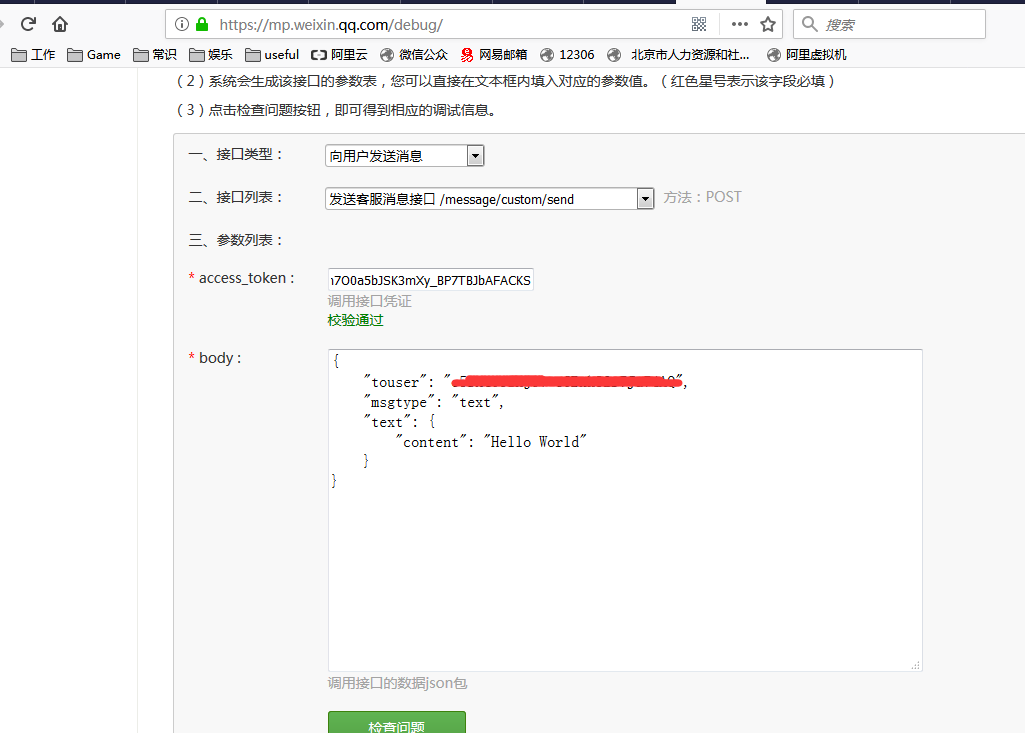 https://mp.weixin.qq.com/debug/
搜索
工作 Game 常识 娱乐 useful 阿里云 微信公众 网易邮箱 12306 北京市人力资源和社... 阿里虚拟机
（2）系统会生成该接口的参数表，您可以直接在文本框内填入对应的参数值。（红色星号表示该字段必填）
（3）点击检查问题按钮，即可得到相应的调试信息。
一、接口类型： 向用户发送消息
二、接口列表： 发送客服消息接口 /message/custom/send 方法：POST
三、参数列表：
* access_token : 7O0a5bJSK3mXy_BP7TBJbAFACKS
调用接口凭证
校验通过
* body : {
"touser": "",
"msgtype": "text",
"text": {
"content": "Hello World"
}
}
调用接口的数据json包
检查问题